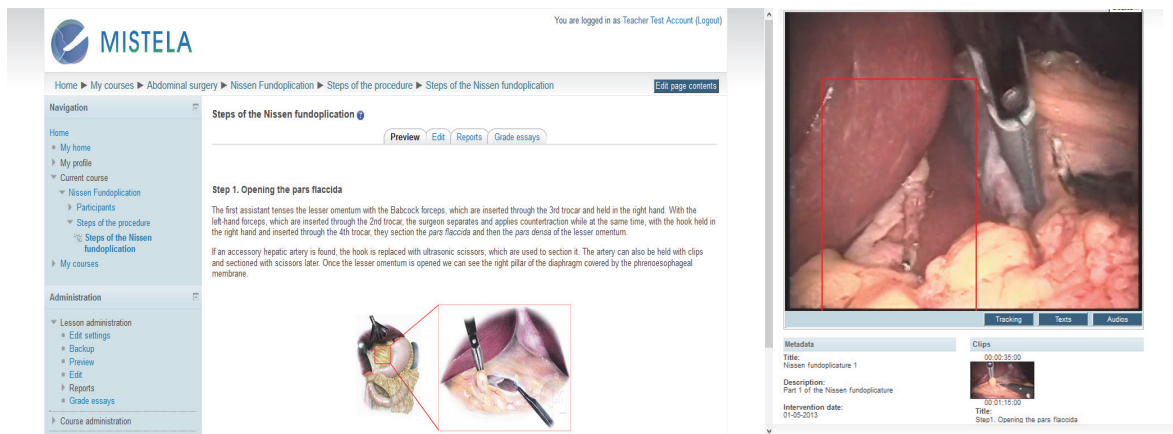 You are logged in as Teacher Test Account (Logout)
MISTELA
Home ▶ My courses ▶ Abdominal surgery ▶ Nissen Fundoplication ▶ Steps of the procedure ▶ Steps of the Nissen fundoplication
Edit page contents
Navigation
Home
My home
My profile
Current course
Nissen Fundoplication
Participants
Steps of the procedure
Steps of the Nissen
fundoplication
My courses
Administration
Lesson administration
Edit settings
Backup
Preview
Edit
Reports
Grade essays
Course administration
Steps of the Nissen fundoplication
Preview
Edit
Reports
Grade essays
Step 1. Opening the pars flaccida
The first assistant tenses the lesser omentum with the Babcock forceps, which are inserted through the 3rd trocar and held in the right hand. With the
left-hand forceps, which are inserted through the 2nd trocar, the surgeon separates and applies countertraction while at the same time, with the hook held in
the right hand and inserted through the 4th trocar, they section the pars flaccida and then the pars densa of the lesser omentum.
If an accessory hepatic artery is found, the hook is replaced with ultrasonic scissors, which are used to section it. The artery can also be held with clips
and sectioned with scissors later. Once the lesser omentum is opened we can see the right pillar of the diaphragm covered by the phrenoesophageal
membrane.
Tracking
Texts
Audios
Metadata
Title:
Nissen fundoplicature 1
Description:
Part 1 of the Nissen fundoplicature
Intervention date:
01-05-2013
Clips
00:00:35:00
00:01:15:00
Title:
Step1. Opening the pars flaccida